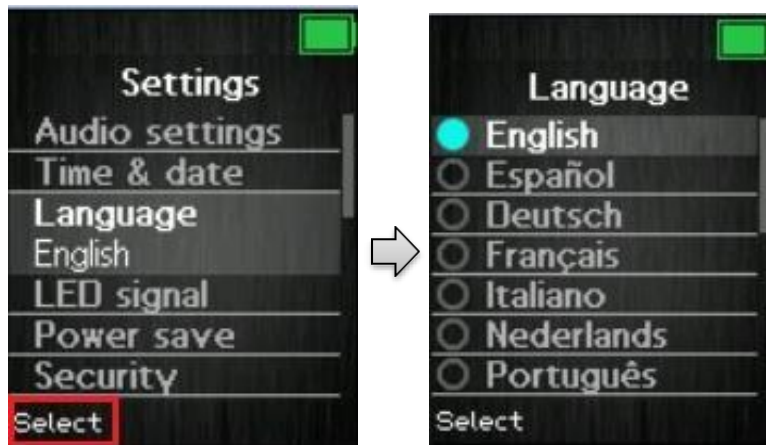 Settings
Audio settings
Time & date
Language
English
LED signal
Power save
Security
Select
Language
English
Español
Deutsch
Français
Italiano
Nederlands
Português
Select